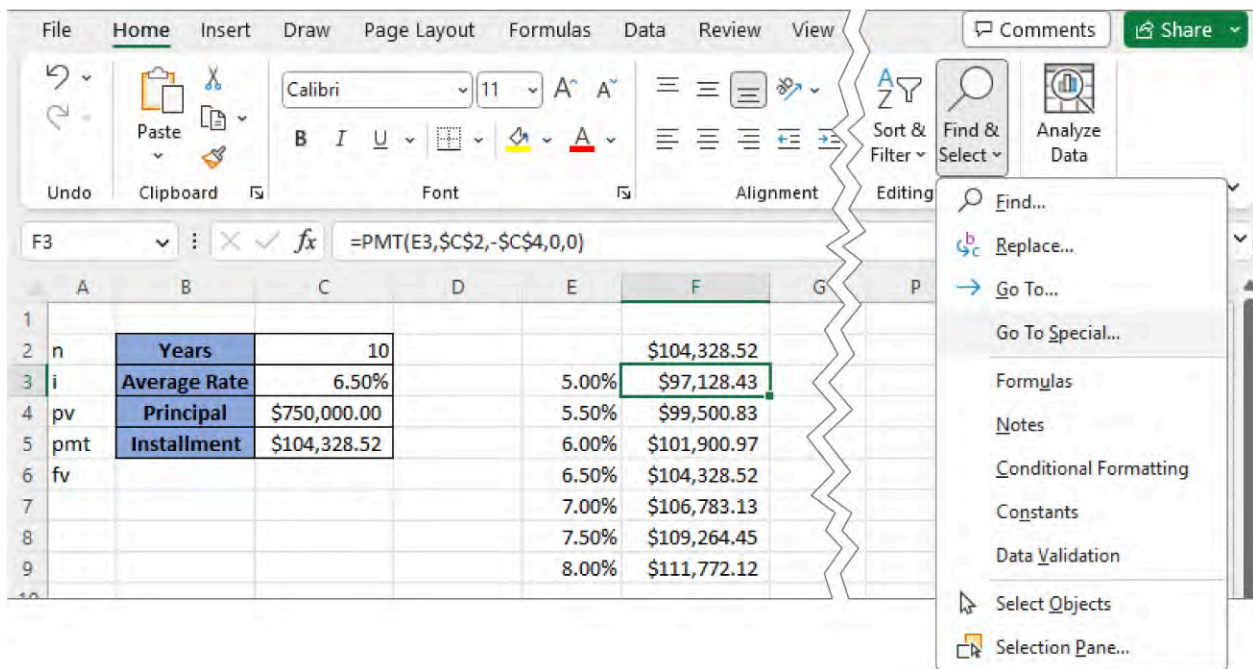 File Home Insert Draw Page Layout Formulas Data Review View Comments Share
Calibri 11 A A
Paste
B I U A
Sort & Filter
Find & Select
Analyze Data
Undo Clipboard Font Alignment Editing
F3 fx =PMT(E3,$C$2,-$C$4,0,0)
A B C D E F G P
1
2 n Years 10 $104,328.52
3 i Average Rate 6.50% 5.00% $97,128.43
4 pv Principal $750,000.00 5.50% $99,500.83
5 pmt Installment $104,328.52 6.00% $101,900.97
6 fv 6.50% $104,328.52
7 7.00% $106,783.13
8 7.50% $109,264.45
9 8.00% $111,772.12
Find...
Replace...
Go To...
Go To Special...
Formulas
Notes
Conditional Formatting
Constants
Data Validation
Select Objects
Selection Pane...